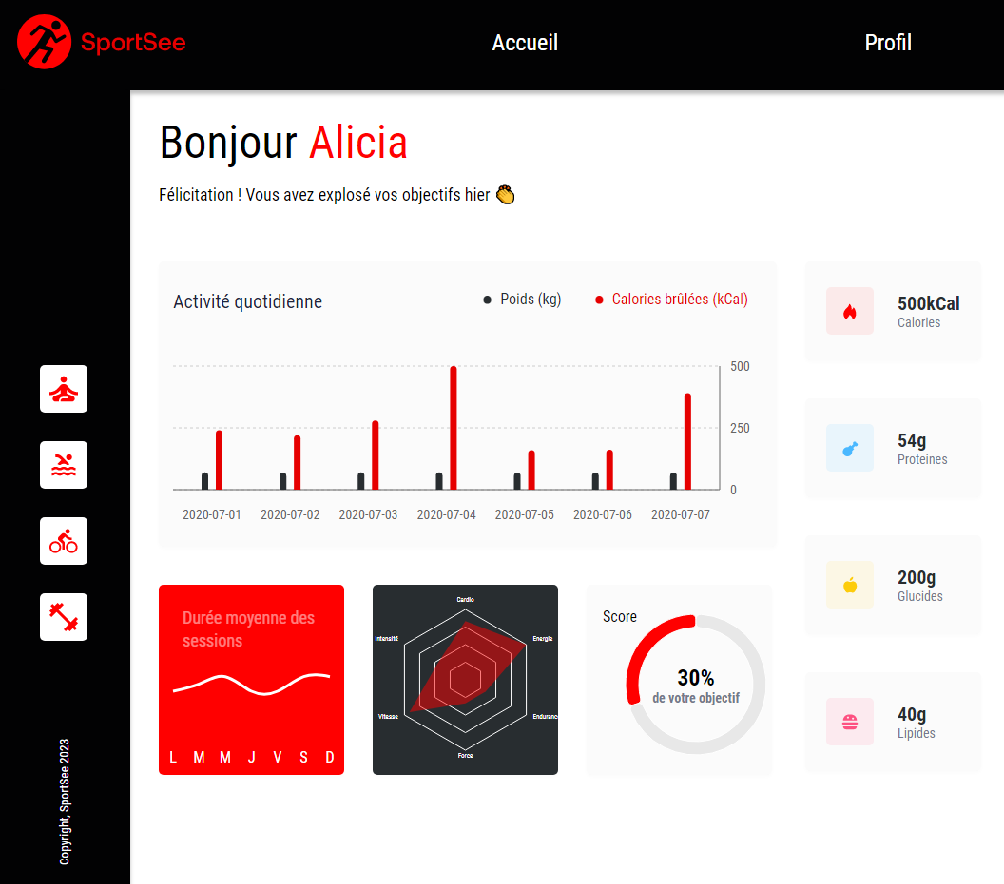 SportSee
Accueil
Profil
Bonjour Alicia
Félicitation ! Vous avez explosé vos objectifs hier 👏
Activité quotidienne
Poids (kg)
Calories brûlées (kCal)
500
250
0
2020-07-01 2020-07-02 2020-07-03 2020-07-04 2020-07-05 2020-07-06 2020-07-07
500kCal
Calories
54g
Proteines
200g
Glucides
40g
Lipides
Durée moyenne des
sessions
L M M J V S D
Cardio
Energie
Enduranc
Force
Vitesse
ntensité
Score
30%
de votre objectif
Copyright, SportSee 2023